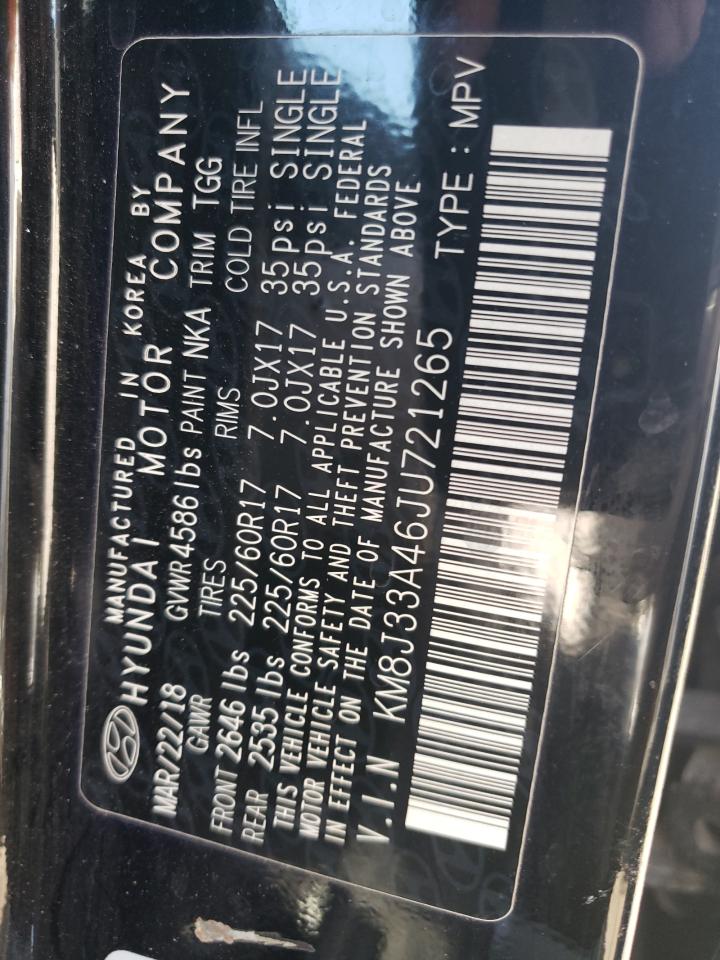 MANUFACTURED IN KOREA BY
HYUNDAI MOTOR COMPANY
MAR/22/18 GVWR 4586 lbs PAINT NKA TRIM TGG
GAWR TIRES RIMS COLD TIRE INFL
FRONT 2646 lbs 225/60R17 7.0JX17 35psi SINGLE
REAR 2535 lbs 225/60R17 7.0JX17 35psi SINGLE
THIS VEHICLE CONFORMS TO ALL APPLICABLE U.S.A. FEDERAL
MOTOR VEHICLE SAFETY AND THEFT PREVENTION STANDARDS
IN EFFECT ON THE DATE OF MANUFACTURE SHOWN ABOVE
V.I.N KM8J33A46JU721265 TYPE : MPV